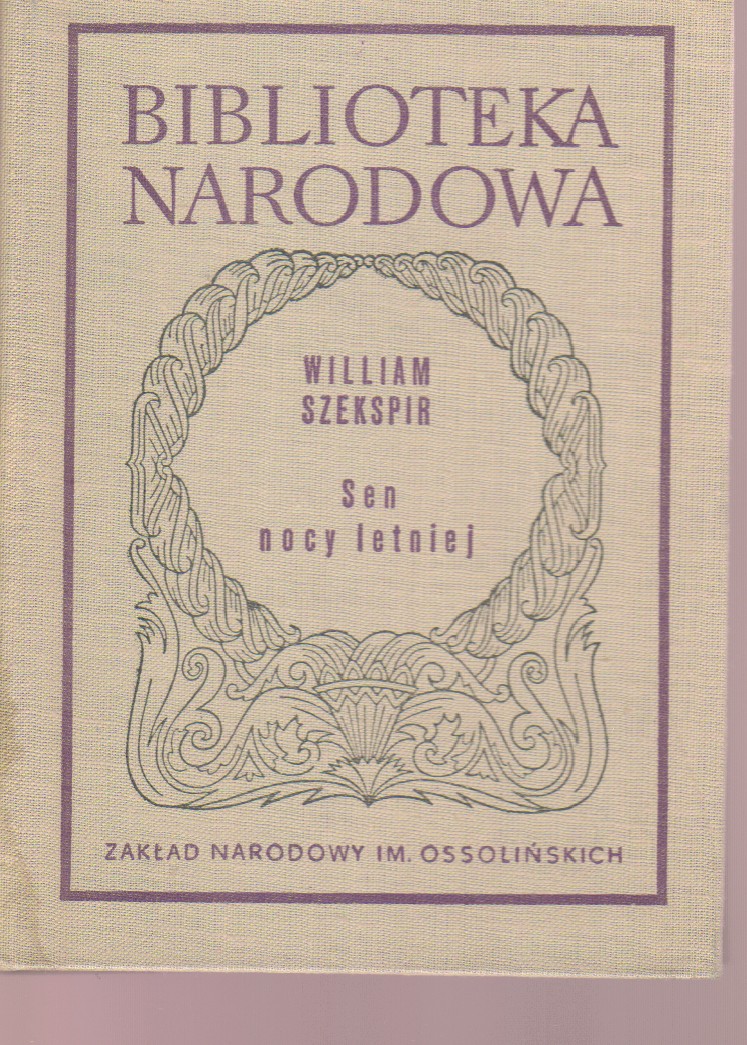 BIBLIOTEKA
NARODOWA
WILLIAM
SZEKSPIR
Sen
nocy letniej
ZAKŁAD NARODOWY IM. OSSOLIŃSKICH